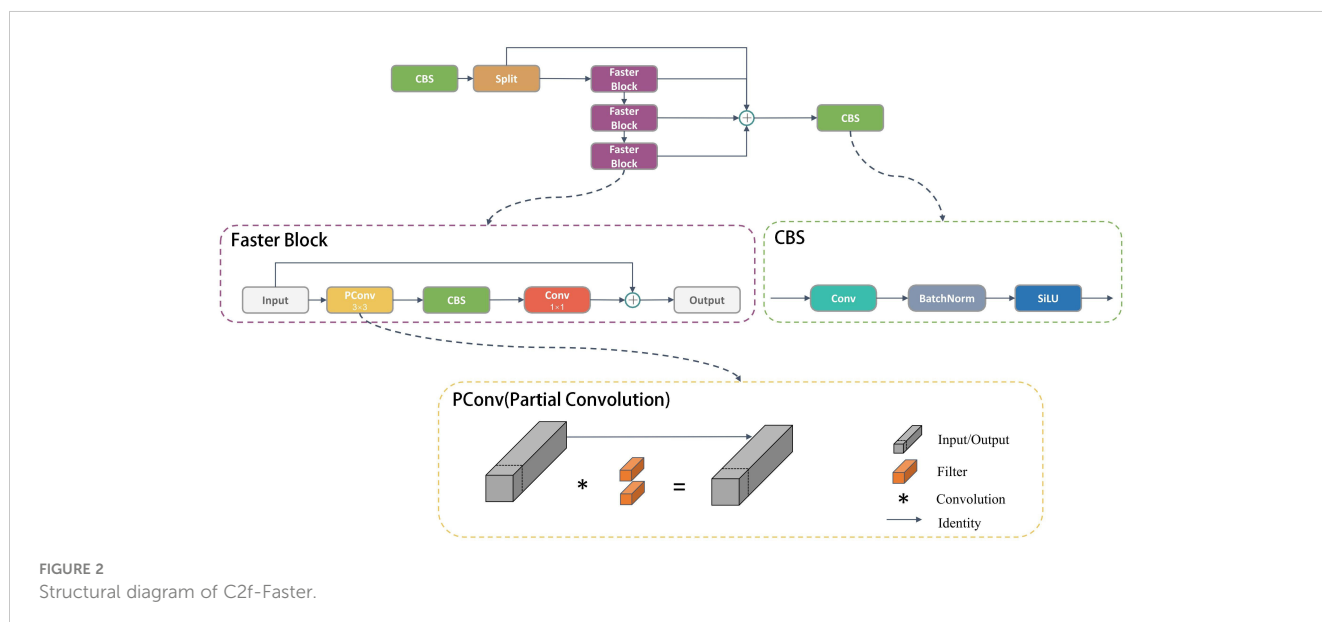 CBS
Split
Faster
Block
Faster
Block
Faster
Block
CBS
Faster Block
Input
PConv
3×3
CBS
Conv
1×1
Output
CBS
Conv
BatchNorm
SiLU
PConv(Partial Convolution)
*
=
Input/Output
Filter
* Convolution
Identity
FIGURE 2
Structural diagram of C2f-Faster.